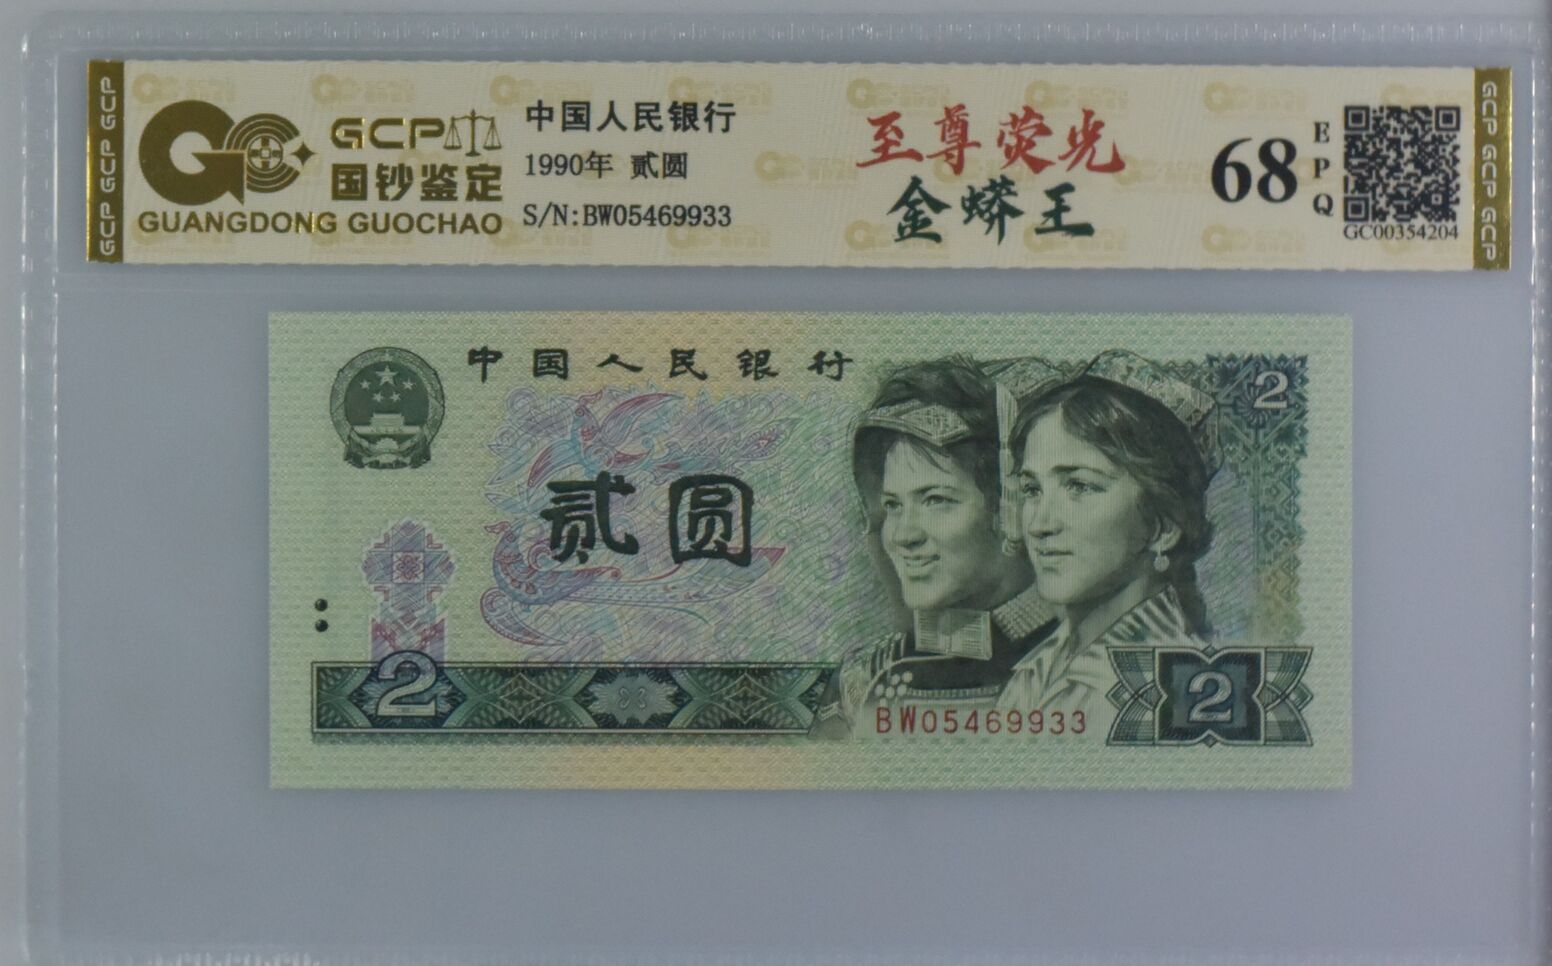 GCP GCP GCP
GCP
国钞鉴定
GUANGDONG GUOCHAO
中国人民银行
1990年 贰圆
S/N:BW05469933
至尊荧光
金蟒王
68
EPQ
GC00354204
GCP GCP GCP
中国人民银行
2
贰圆
2
BW05469933
2